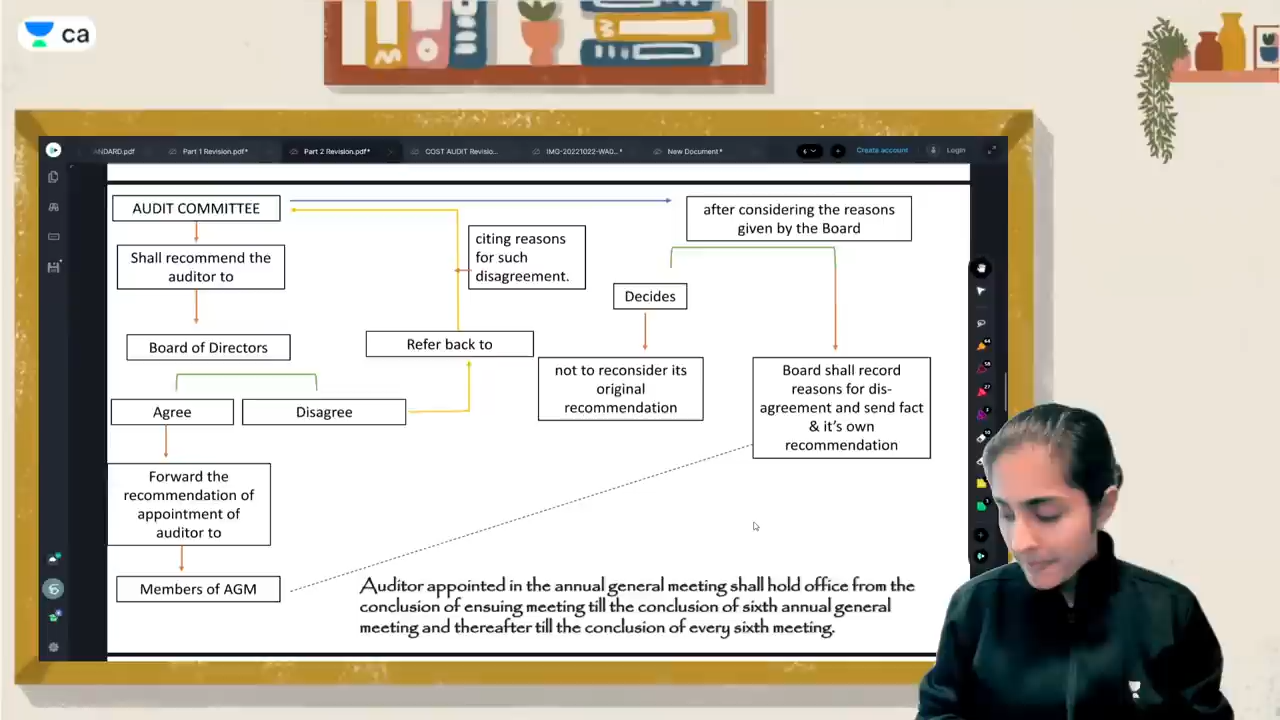 ca
ANDARD.pdf
Part 1 Revision.pdf*
Part 2 Revision.pdf*
COST AUDIT Revisio...
IMG-20221022-WA0...*
New Document*
6
Create account
Login
AUDIT COMMITTEE
Shall recommend the
auditor to
Board of Directors
Agree
Disagree
Forward the
recommendation of
appointment of
auditor to
Members of AGM
citing reasons
for such
disagreement.
Refer back to
after considering the reasons
given by the Board
Decides
not to reconsider its
original
recommendation
Board shall record
reasons for dis-
agreement and send fact
& it's own
recommendation
Auditor appointed in the annual general meeting shall hold office from the
conclusion of ensuing meeting till the conclusion of sixth annual general
meeting and thereafter till the conclusion of every sixth meeting.